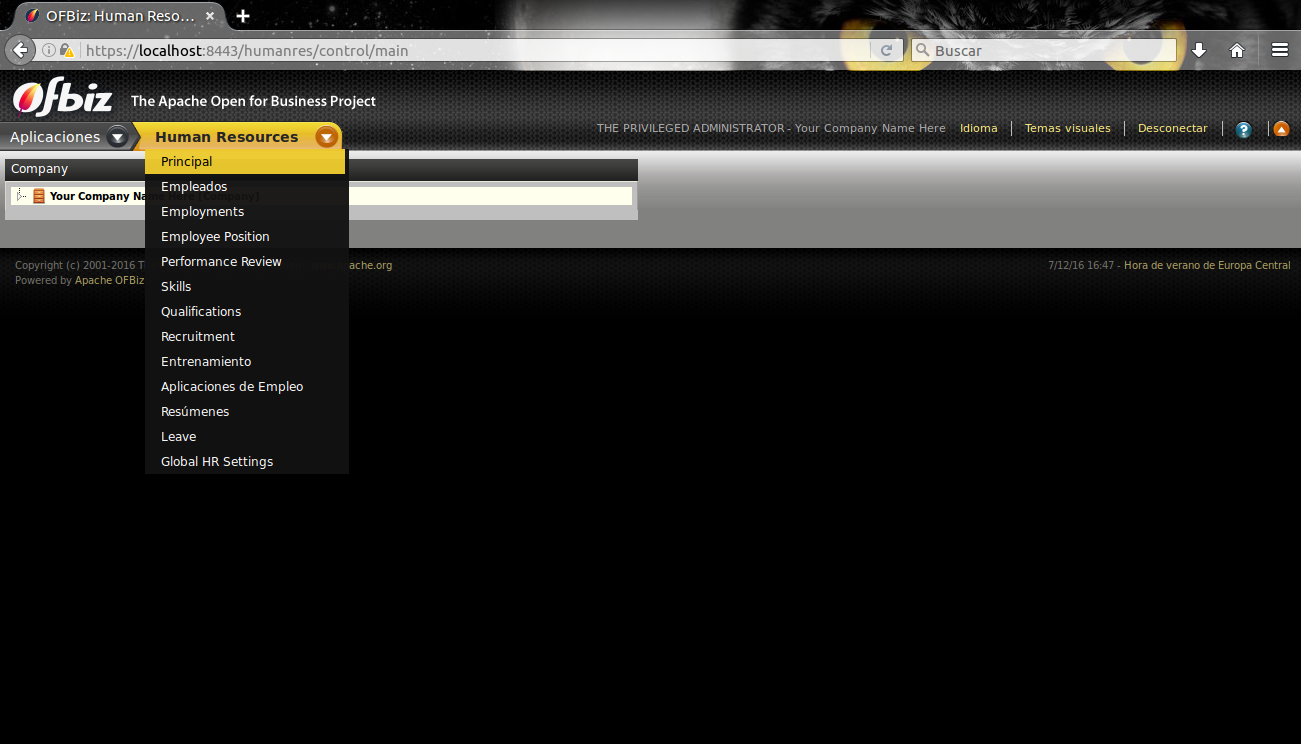 OFBiz: Human Reso...
https://localhost:8443/humanres/control/main
Buscar
Ofbiz The Apache Open for Business Project
Aplicaciones Human Resources
THE PRIVILEGED ADMINISTRATOR - Your Company Name Here Idioma Temas visuales Desconectar ?
Company
Your Company Na
Principal
Empleados
Employments
Employee Position
Performance Review
Skills
Qualifications
Recruitment
Entrenamiento
Aplicaciones de Empleo
Resúmenes
Leave
Global HR Settings
Copyright (c) 2001-2016 T ache.org
Powered by Apache OFBiz
7/12/16 16:47 - Hora de verano de Europa Central